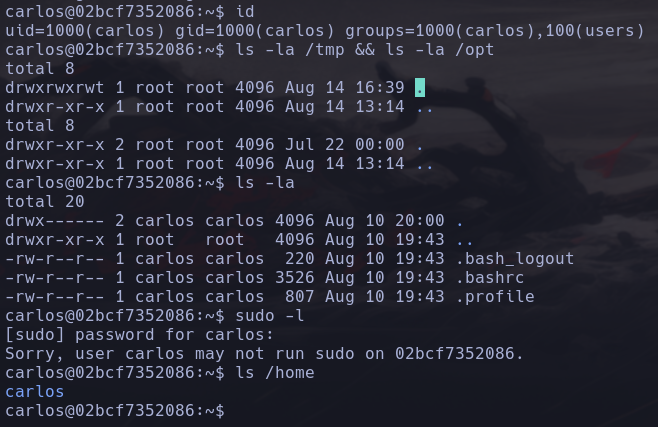 carlos@02bcf7352086:~$ id
uid=1000(carlos) gid=1000(carlos) groups=1000(carlos),100(users)
carlos@02bcf7352086:~$ ls -la /tmp && ls -la /opt
total 8
drwxrwxrwt 1 root root 4096 Aug 14 16:39 .
drwxr-xr-x 1 root root 4096 Aug 14 13:14 ..
total 8
drwxr-xr-x 2 root root 4096 Jul 22 00:00 .
drwxr-xr-x 1 root root 4096 Aug 14 13:14 ..
carlos@02bcf7352086:~$ ls -la
total 20
drwx------ 2 carlos carlos 4096 Aug 10 20:00 .
drwxr-xr-x 1 root   root   4096 Aug 10 19:43 ..
-rw-r--r-- 1 carlos carlos  220 Aug 10 19:43 .bash_logout
-rw-r--r-- 1 carlos carlos 3526 Aug 10 19:43 .bashrc
-rw-r--r-- 1 carlos carlos  807 Aug 10 19:43 .profile
carlos@02bcf7352086:~$ sudo -l
[sudo] password for carlos:
Sorry, user carlos may not run sudo on 02bcf7352086.
carlos@02bcf7352086:~$ ls /home
carlos
carlos@02bcf7352086:~$